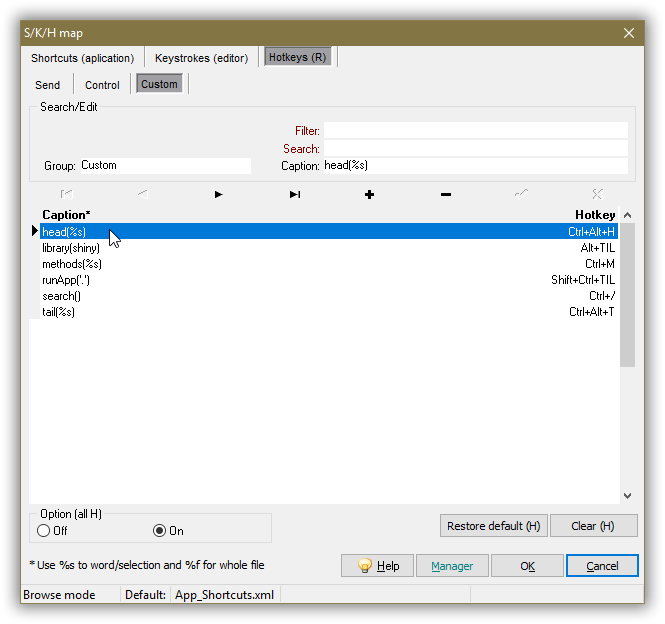 S/K/H map
Shortcuts (aplication) Keystrokes (editor) Hotkeys (R)
Send Control Custom
Search/Edit
Filter:
Search:
Group: Custom Caption: head(%s)
Caption* Hotkey
head(%s) Ctrl+Alt+H
library(shiny) Alt+TIL
methods(%s) Ctrl+M
runApp('.') Shift+Ctrl+TIL
search() Ctrl+/
tail(%s) Ctrl+Alt+T
Option (all H)
Off On
Restore default (H) Clear (H)
* Use %s to word/selection and %f for whole file
Help Manager OK Cancel
Browse mode Default: App_Shortcuts.xml